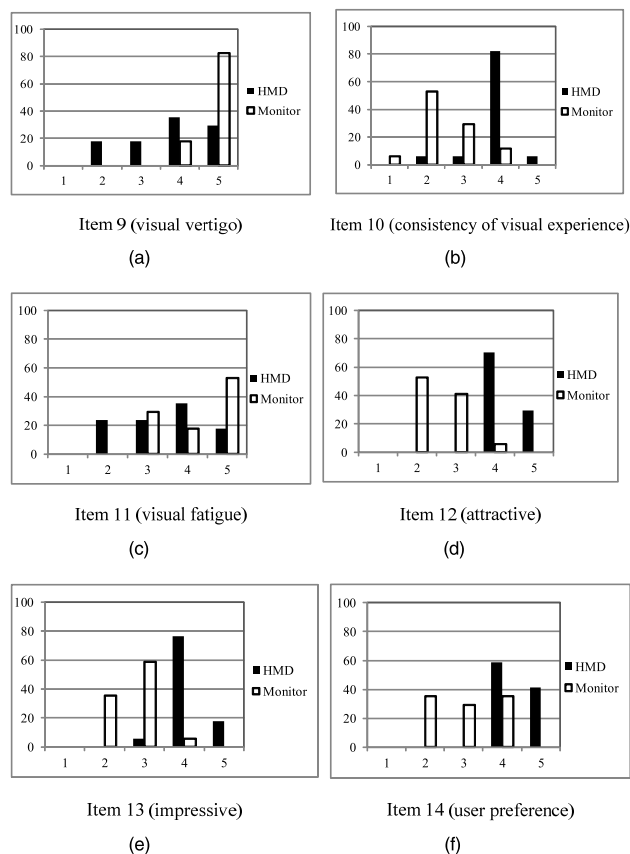 100
80
60
40
20
0
1 2 3 4 5
HMD
Monitor
Item 9 (visual vertigo)
(a)
100
80
60
40
20
0
1 2 3 4 5
HMD
Monitor
Item 10 (consistency of visual experience)
(b)
100
80
60
40
20
0
1 2 3 4 5
HMD
Monitor
Item 11 (visual fatigue)
(c)
100
80
60
40
20
0
1 2 3 4 5
HMD
Monitor
Item 12 (attractive)
(d)
100
80
60
40
20
0
1 2 3 4 5
HMD
Monitor
Item 13 (impressive)
(e)
100
80
60
40
20
0
1 2 3 4 5
HMD
Monitor
Item 14 (user preference)
(f)